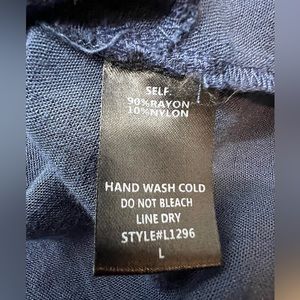 SELF.
90%RAYON
10%NYLON
HAND WASH COLD
DO NOT BLEACH
LINE DRY
STYLE#L1296
L